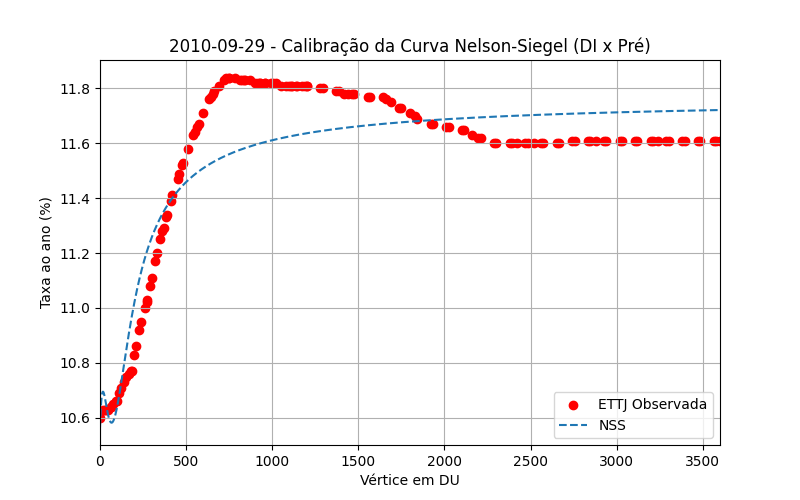 2010-09-29 - Calibração da Curva Nelson-Siegel (DI x Pré)
Taxa ao ano (%)
11.8
11.6
11.4
11.2
11.0
10.8
10.6
0 500 1000 1500 2000 2500 3000 3500
Vértice em DU
ETTJ Observada
NSS